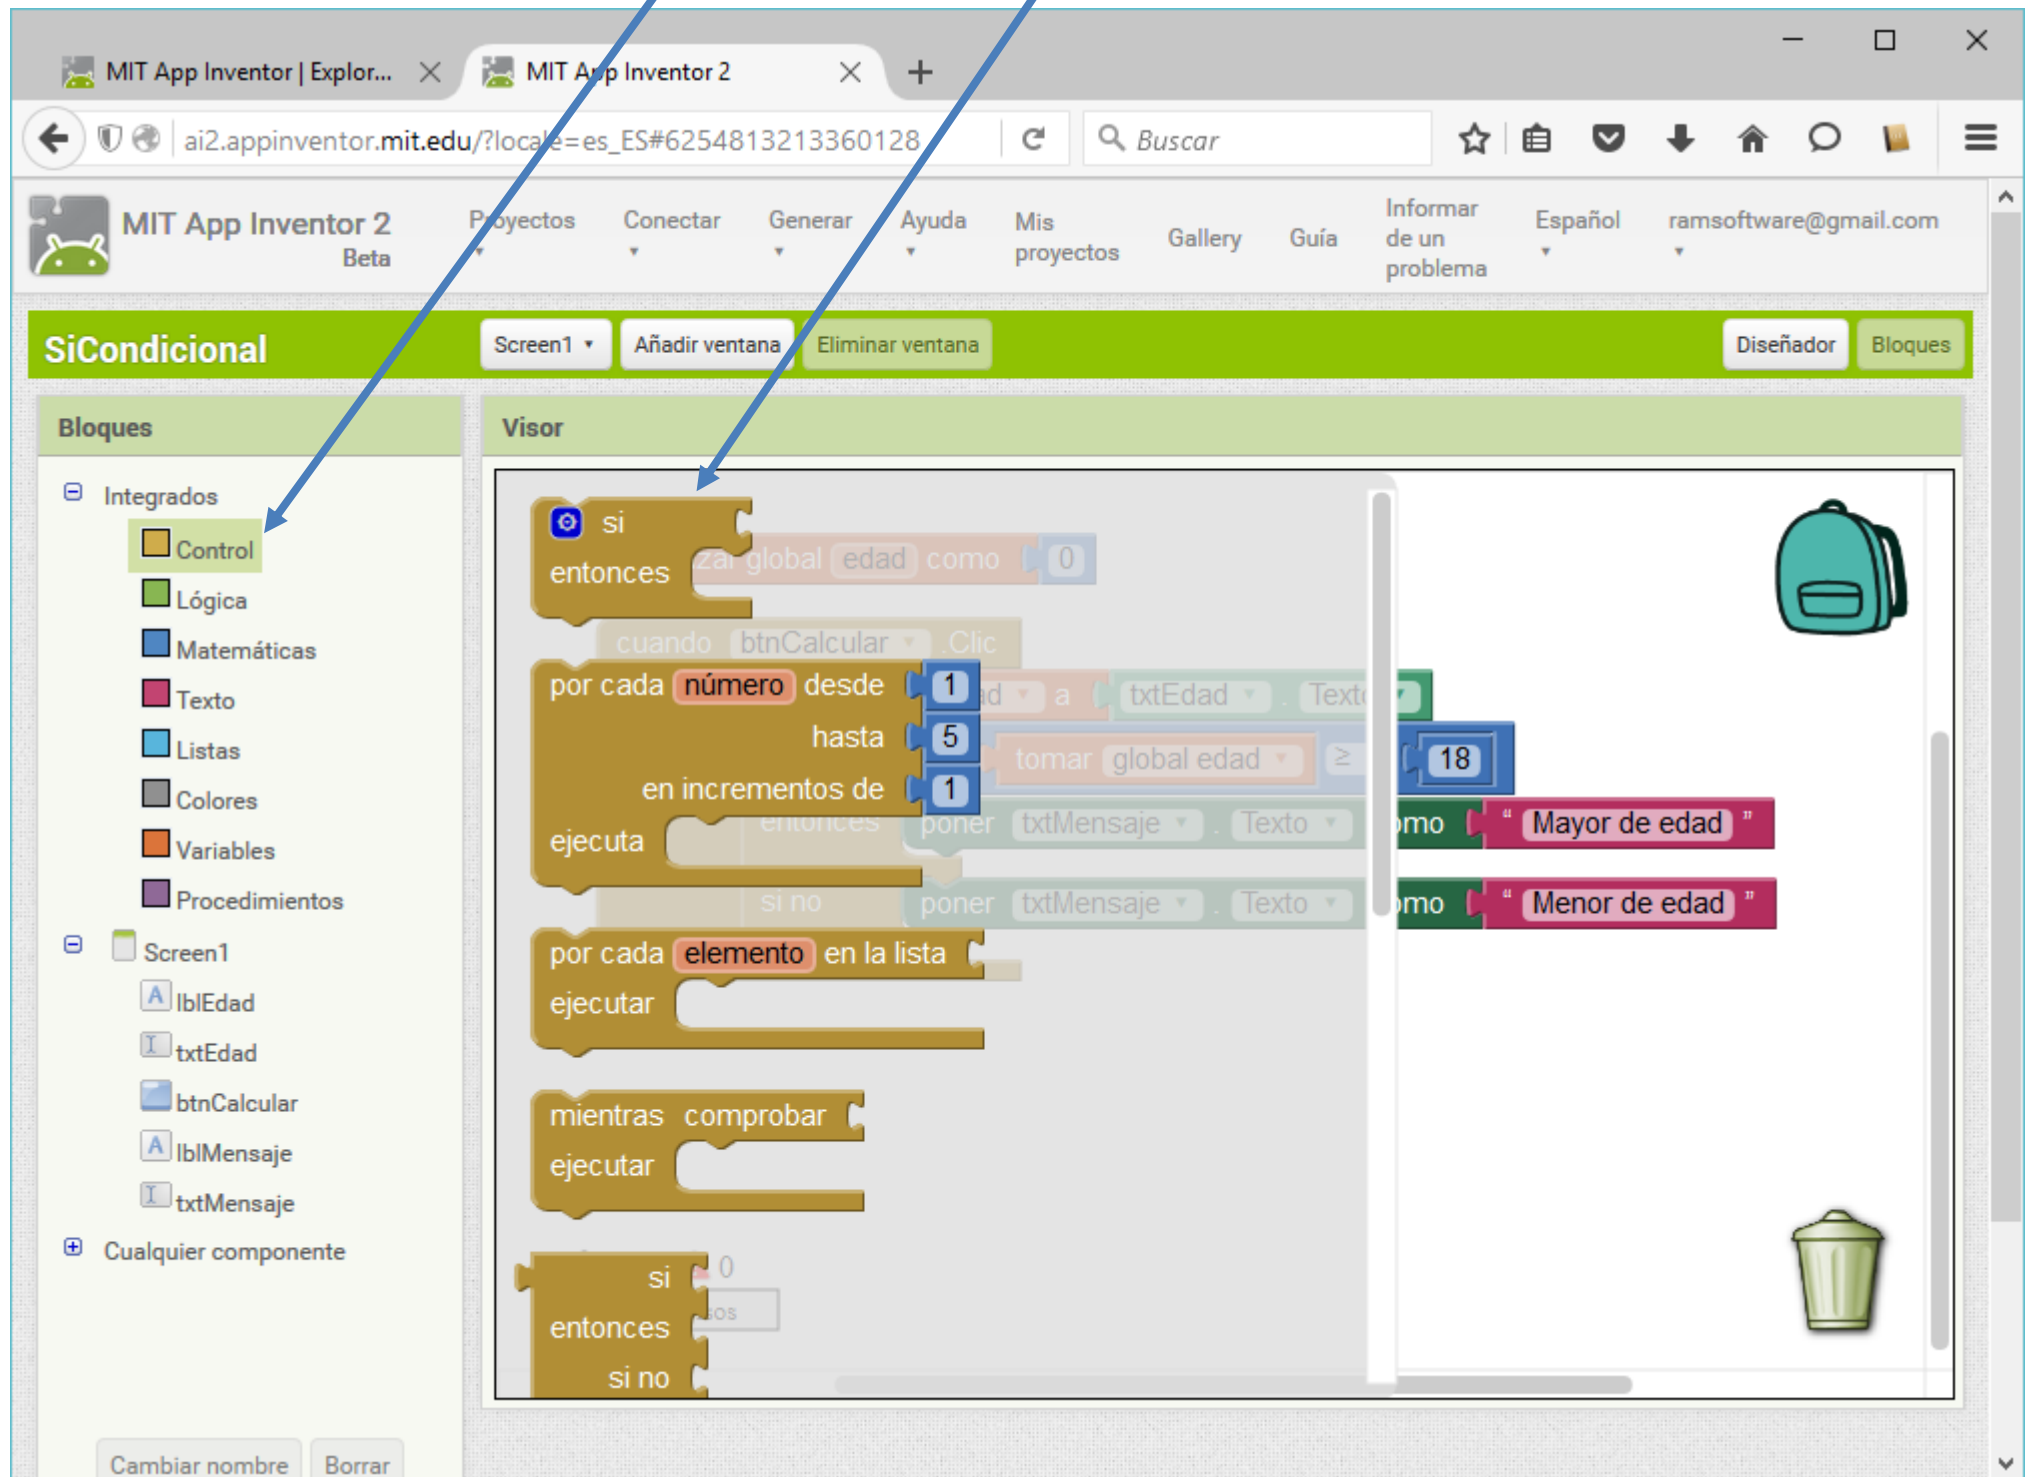 MIT App Inventor | Explor...
MIT App Inventor 2
ai2.appinventor.mit.edu/?locale=es_ES#6254813213360128
Buscar
MIT App Inventor 2
Beta
Proyectos
Conectar
Generar
Ayuda
Mis
proyectos
Gallery
Guía
Informar
de un
problema
Español
ramsoftware@gmail.com
SiCondicional
Screen1
Añadir ventana
Eliminar ventana
Diseñador
Bloques
Bloques
Integrados
Control
Lógica
Matemáticas
Texto
Listas
Colores
Variables
Procedimientos
Screen1
lblEdad
txtEdad
btnCalcular
lblMensaje
txtMensaje
Cualquier componente
Cambiar nombre
Borrar
Visor
si
entonces
global edad como 0
cuando btnCalcular .Clic
por cada número desde 1
hasta 5
en incrementos de 1
ejecuta
a txtEdad . Texto
tomar global edad ≥ 18
entonces poner txtMensaje . Texto como " Mayor de edad "
si no poner txtMensaje . Texto como " Menor de edad "
por cada elemento en la lista
ejecutar
mientras comprobar
ejecutar
si
0
entonces
si no